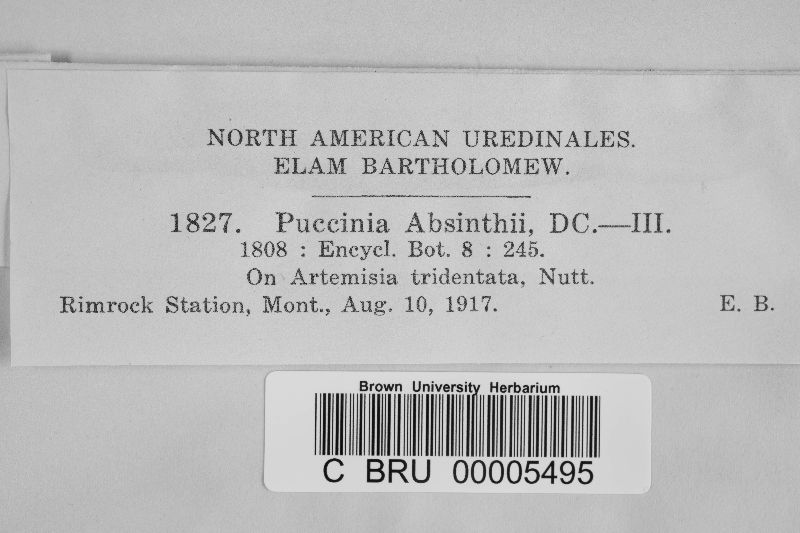 NORTH AMERICAN UREDINALES.
ELAM BARTHOLOMEW.
1827. Puccinia Absinthii, DC.—III.
1808 : Encycl. Bot. 8 : 245.
On Artemisia tridentata, Nutt.
Rimrock Station, Mont., Aug. 10, 1917. E. B.
Brown University Herbarium
C BRU 00005495